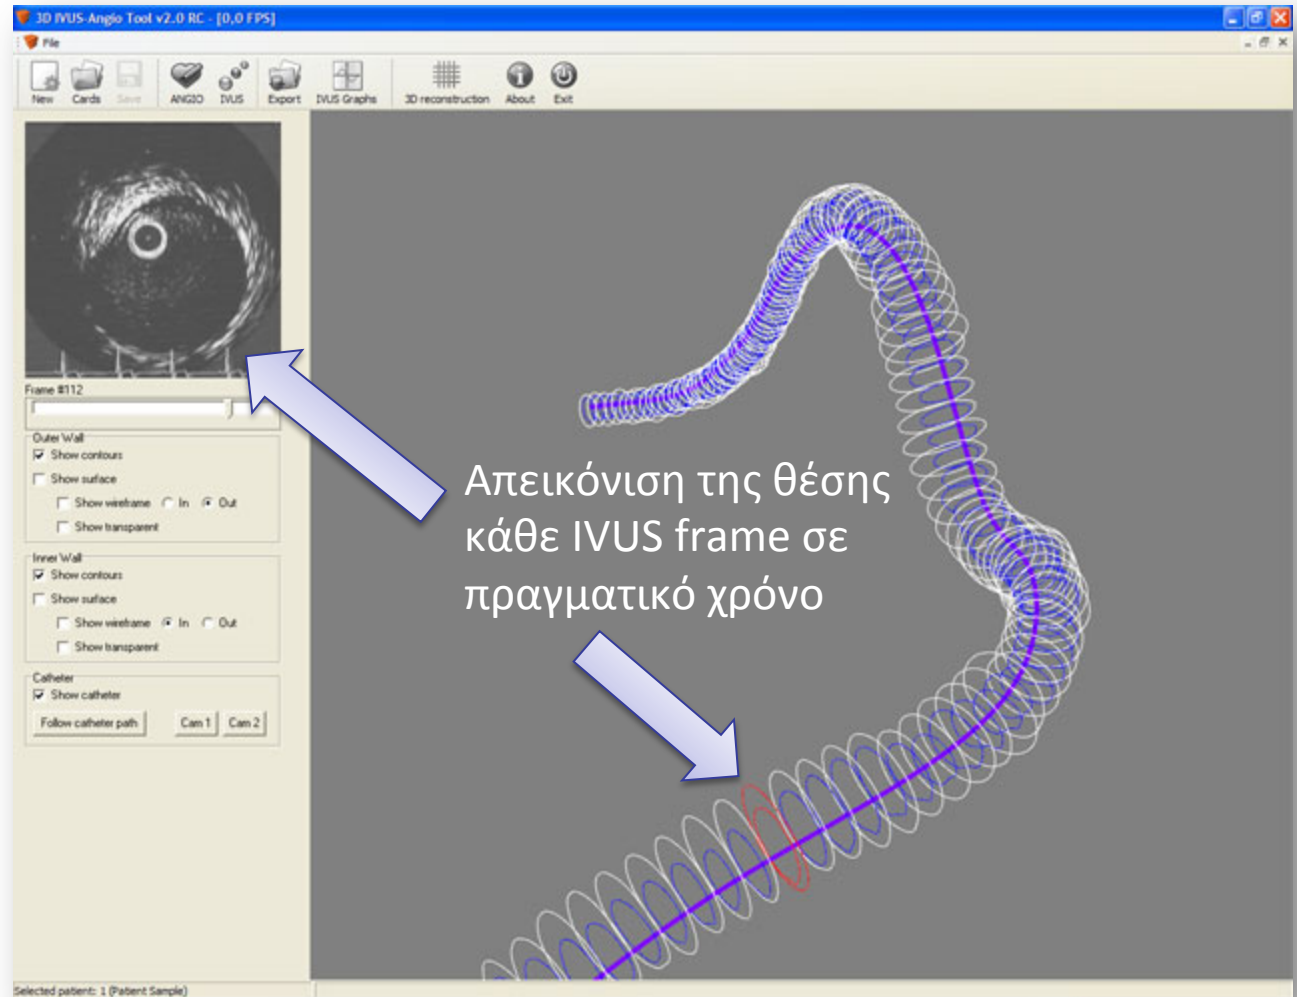 3D IVUS-Angio Tool v2.0 RC - [0,0 FPS]
File
New Cards Save ANGIO IVUS Export IVUS Graphs 3D reconstruction About Exit
Frame #112
Outer Wall
Show contours
Show surface
Show wireframe In Out
Show transparent
Inner Wall
Show contours
Show surface
Show wireframe In Out
Show transparent
Catheter
Show catheter
Follow catheter path Cam 1 Cam 2
Απεικόνιση της θέσης
κάθε IVUS frame σε
πραγματικό χρόνο
Selected patient: 1 (Patient Sample)